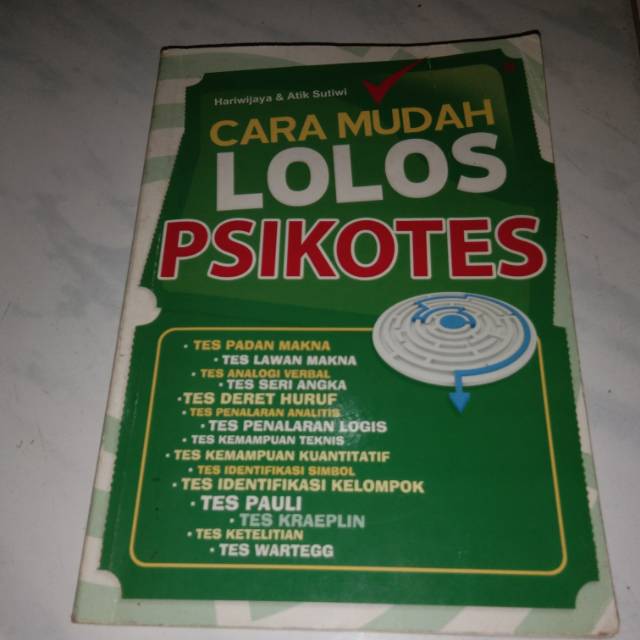 Hariwijaya & Atik Sutiwi
CARA MUDAH
LOLOS
PSIKOTES
• TES PADAN MAKNA
• TES LAWAN MAKNA
• TES ANALOGI VERBAL
• TES SERI ANGKA
• TES DERET HURUF
• TES PENALARAN ANALITIS
• TES PENALARAN LOGIS
• TES KEMAMPUAN TEKNIS
• TES KEMAMPUAN KUANTITATIF
• TES IDENTIFIKASI SIMBOL
• TES IDENTIFIKASI KELOMPOK
• TES PAULI
• TES KRAEPLIN
• TES KETELITIAN
• TES WARTEGG